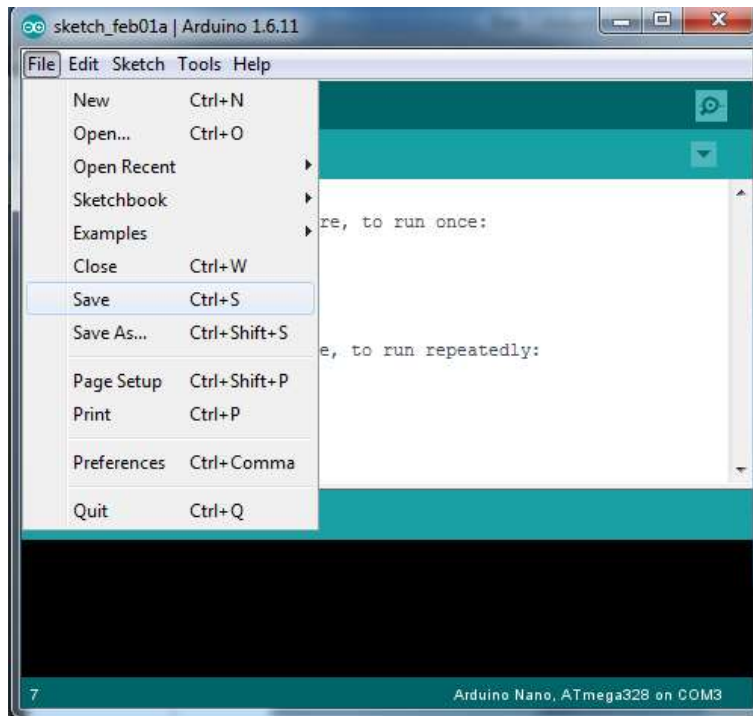 sketch_feb01a | Arduino 1.6.11
File Edit Sketch Tools Help
New Ctrl+N
Open... Ctrl+O
Open Recent
Sketchbook
re, to run once:
Examples
Close Ctrl+W
Save Ctrl+S
Save As... Ctrl+Shift+S
e, to run repeatedly:
Page Setup Ctrl+Shift+P
Print Ctrl+P
Preferences Ctrl+Comma
Quit Ctrl+Q
7 Arduino Nano, ATmega328 on COM3